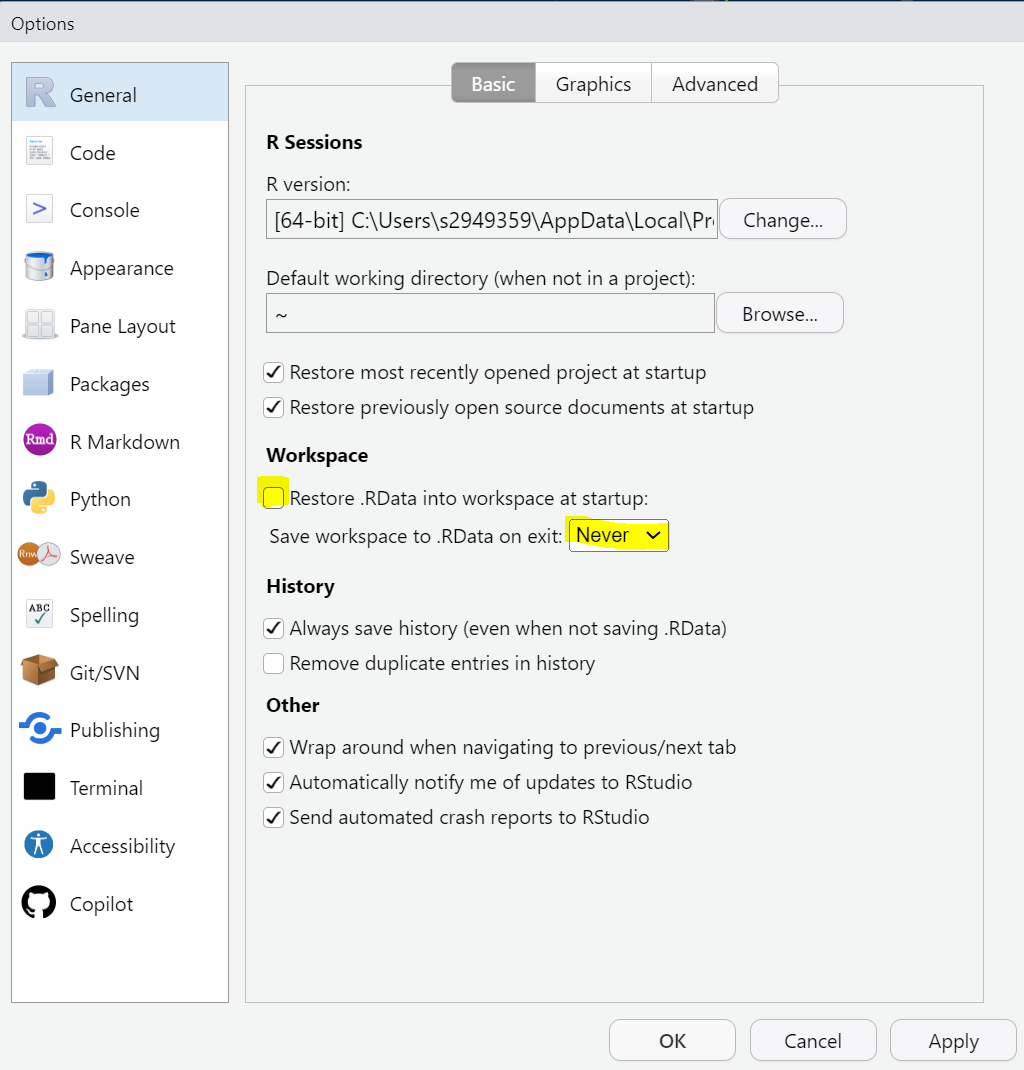 Options
General
Code
Console
Appearance
Pane Layout
Packages
Rmd R Markdown
Python
Rnw Sweave
ABC Spelling
Git/SVN
Publishing
Terminal
Accessibility
Copilot
Basic Graphics Advanced
R Sessions
R version:
[64-bit] C:\Users\s2949359\AppData\Local\Pr Change...
Default working directory (when not in a project):
~ Browse...
Restore most recently opened project at startup
Restore previously open source documents at startup
Workspace
Restore .RData into workspace at startup:
Save workspace to .RData on exit: Never
History
Always save history (even when not saving .RData)
Remove duplicate entries in history
Other
Wrap around when navigating to previous/next tab
Automatically notify me of updates to RStudio
Send automated crash reports to RStudio
OK Cancel Apply